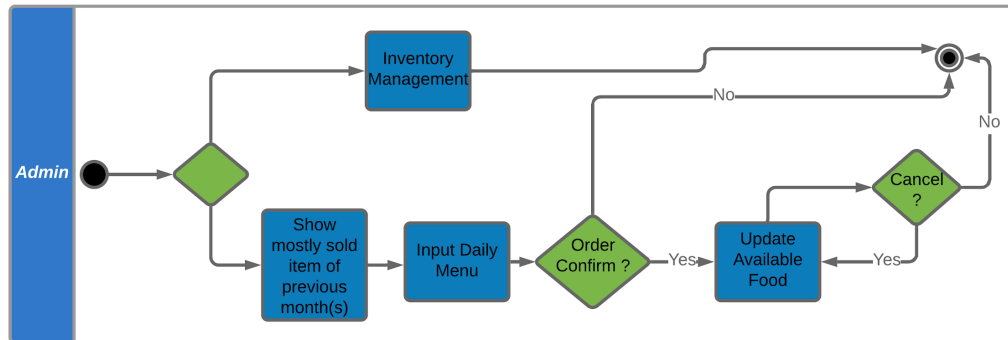 Admin
Inventory
Management
Show
mostly sold
item of
previous
month(s)
Input Daily
Menu
Order
Confirm ?
No
Yes
Update
Available
Food
Cancel
?
Yes
No